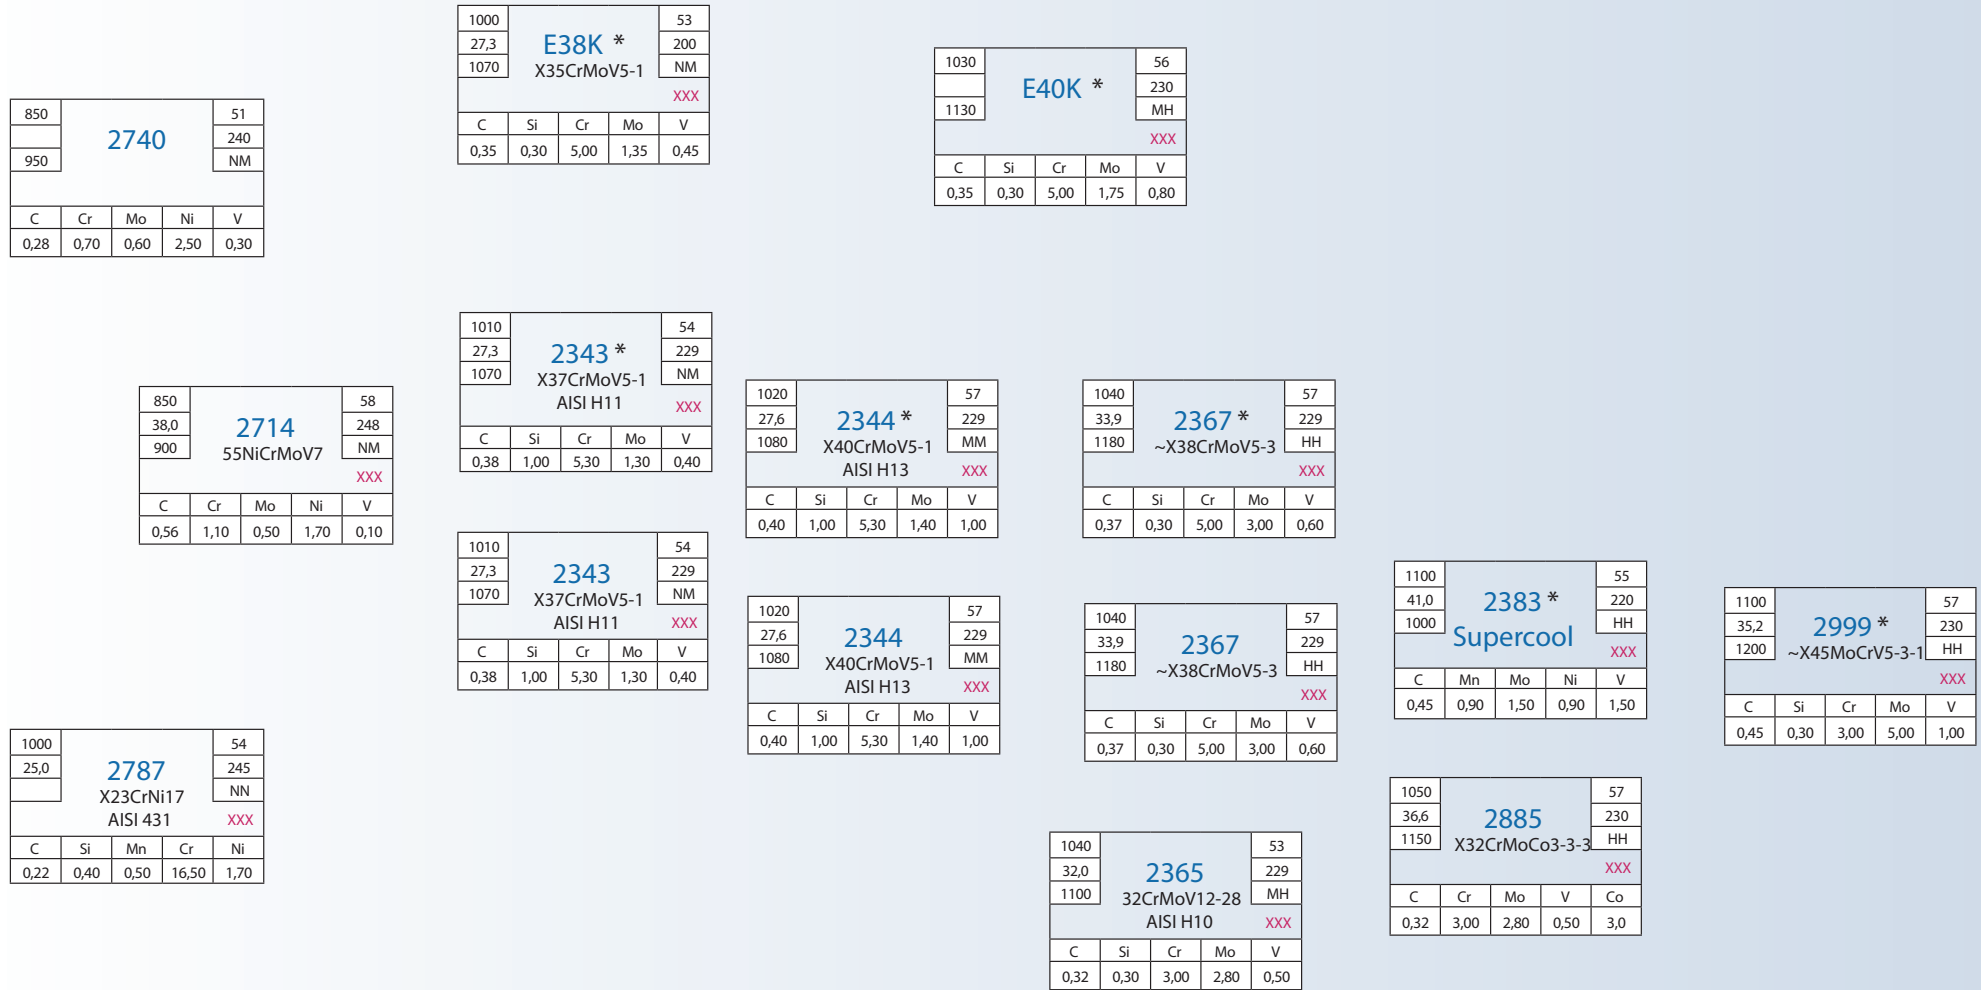 1000 53
27,3 E38K * 200
1070 X35CrMoV5-1 NM
XXX
C Si Cr Mo V
0,35 0,30 5,00 1,35 0,45
1030 56
E40K * 230
1130 MH
XXX
C Si Cr Mo V
0,35 0,30 5,00 1,75 0,80
850 51
2740 240
950 NM
C Cr Mo Ni V
0,28 0,70 0,60 2,50 0,30
1010 54
27,3 2343 * 229
1070 X37CrMoV5-1 NM
AISI H11 XXX
C Si Cr Mo V
0,38 1,00 5,30 1,30 0,40
850 58
38,0 2714 248
900 55NiCrMoV7 NM
XXX
C Cr Mo Ni V
0,56 1,10 0,50 1,70 0,10
1020 57
27,6 2344 * 229
1080 X40CrMoV5-1 MM
AISI H13 XXX
C Si Cr Mo V
0,40 1,00 5,30 1,40 1,00
1040 57
33,9 2367 * 229
1180 ~X38CrMoV5-3 HH
XXX
C Si Cr Mo V
0,37 0,30 5,00 3,00 0,60
1010 54
27,3 2343 229
1070 X37CrMoV5-1 NM
AISI H11 XXX
C Si Cr Mo V
0,38 1,00 5,30 1,30 0,40
1020 57
27,6 2344 229
1080 X40CrMoV5-1 MM
AISI H13 XXX
C Si Cr Mo V
0,40 1,00 5,30 1,40 1,00
1040 57
33,9 2367 229
1180 ~X38CrMoV5-3 HH
XXX
C Si Cr Mo V
0,37 0,30 5,00 3,00 0,60
1100 55
41,0 2383 * 220
1000 Supercool HH
XXX
C Mn Mo Ni V
0,45 0,90 1,50 0,90 1,50
1100 57
35,2 2999 * 230
1200 ~X45MoCrV5-3-1 HH
XXX
C Si Cr Mo V
0,45 0,30 3,00 5,00 1,00
1000 54
25,0 2787 245
X23CrNi17 NN
AISI 431 XXX
C Si Mn Cr Ni
0,22 0,40 0,50 16,50 1,70
1050 57
36,6 2885 230
1150 X32CrMoCo3-3-3 HH
XXX
C Cr Mo V Co
0,32 3,00 2,80 0,50 3,0
1040 53
32,0 2365 229
1100 32CrMoV12-28 MH
AISI H10 XXX
C Si Cr Mo V
0,32 0,30 3,00 2,80 0,50